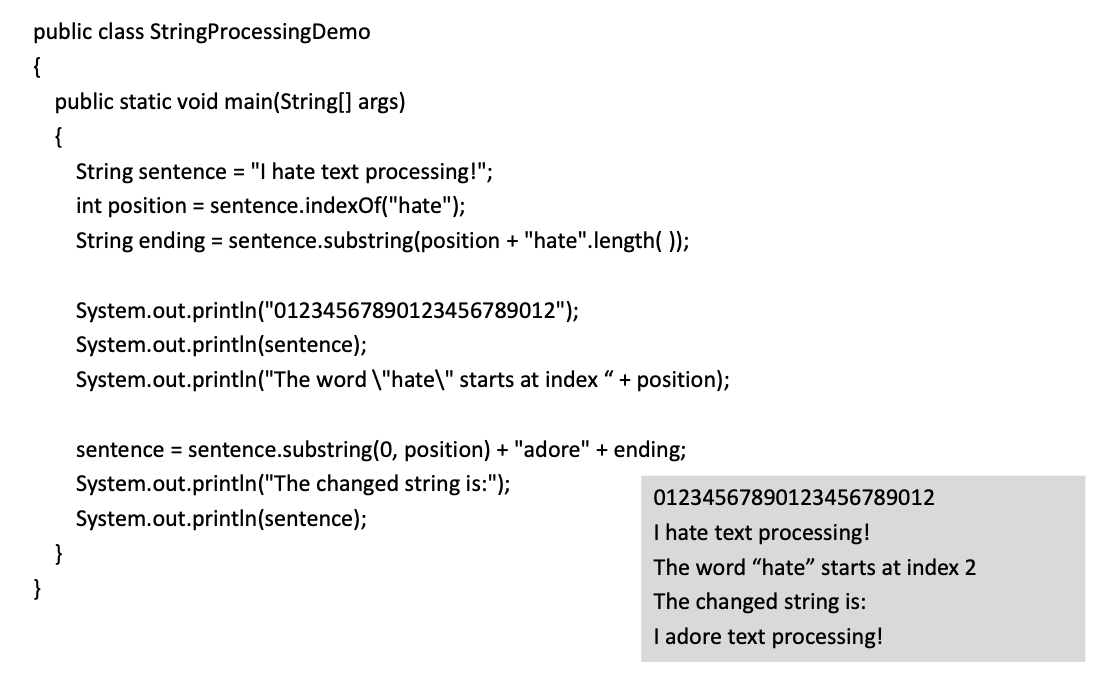 public class StringProcessingDemo
{
public static void main(String[] args)
{
String sentence = "I hate text processing!";
int position = sentence.indexOf("hate");
String ending = sentence.substring(position + "hate".length( ));
System.out.println("01234567890123456789012");
System.out.println(sentence);
System.out.println("The word \"hate\" starts at index “ + position);
sentence = sentence.substring(0, position) + "adore" + ending;
System.out.println("The changed string is:");
System.out.println(sentence);
}
}
01234567890123456789012
I hate text processing!
The word “hate” starts at index 2
The changed string is:
I adore text processing!